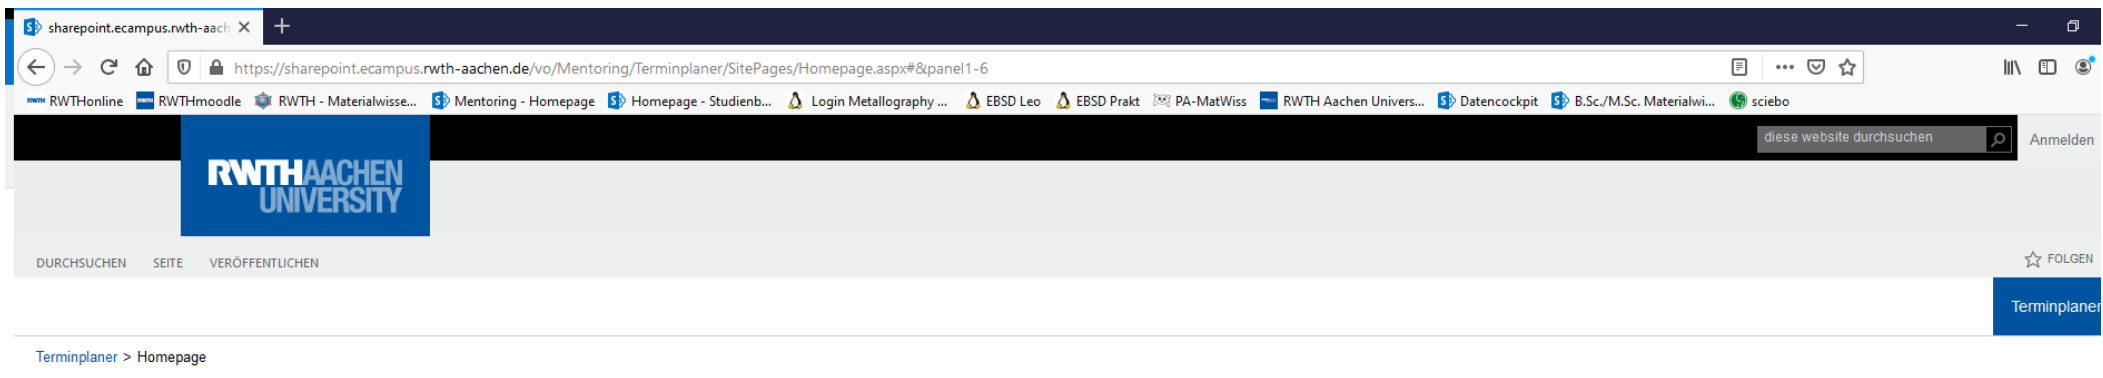 sharepoint.ecampus.rwth-aach
https://sharepoint.ecampus.rwth-aachen.de/vo/Mentoring/Terminplaner/SitePages/Homepage.aspx#&panel1-6
RWTHonline RWTHmoodle RWTH - Materialwisse... Mentoring - Homepage Homepage - Studienb... Login Metallography ... EBSD Leo EBSD Prakt PA-MatWiss RWTH Aachen Univers... Datencockpit B.Sc./M.Sc. Materialwi... sciebo
diese website durchsuchen Anmelden
RWTHAACHEN
UNIVERSITY
DURCHSUCHEN SEITE VERÖFFENTLICHEN FOLGEN
Terminplaner
Terminplaner > Homepage